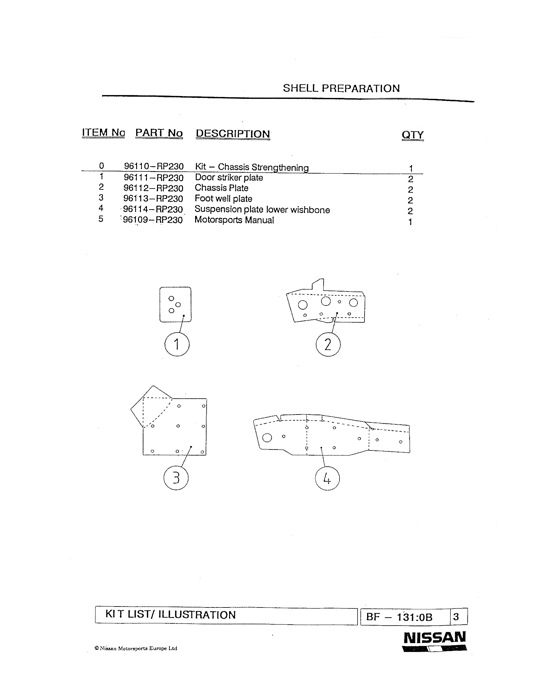 SHELL PREPARATION
ITEM No PART No DESCRIPTION QTY
0 96110-RP230 Kit - Chassis Strengthening 1
1 96111-RP230 Door striker plate 2
2 96112-RP230 Chassis Plate 2
3 96113-RP230 Foot well plate 2
4 96114-RP230 Suspension plate lower wishbone 2
5 96109-RP230 Motorsports Manual 1
1 2
3 4
KIT LIST/ ILLUSTRATION BF - 131:0B 3
NISSAN
© Nissan Motorsports Europe Ltd